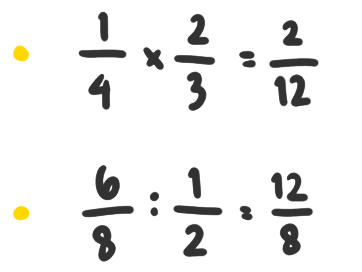 1/4 × 2/3 = 2/12
6/8 : 1/2 = 12/8